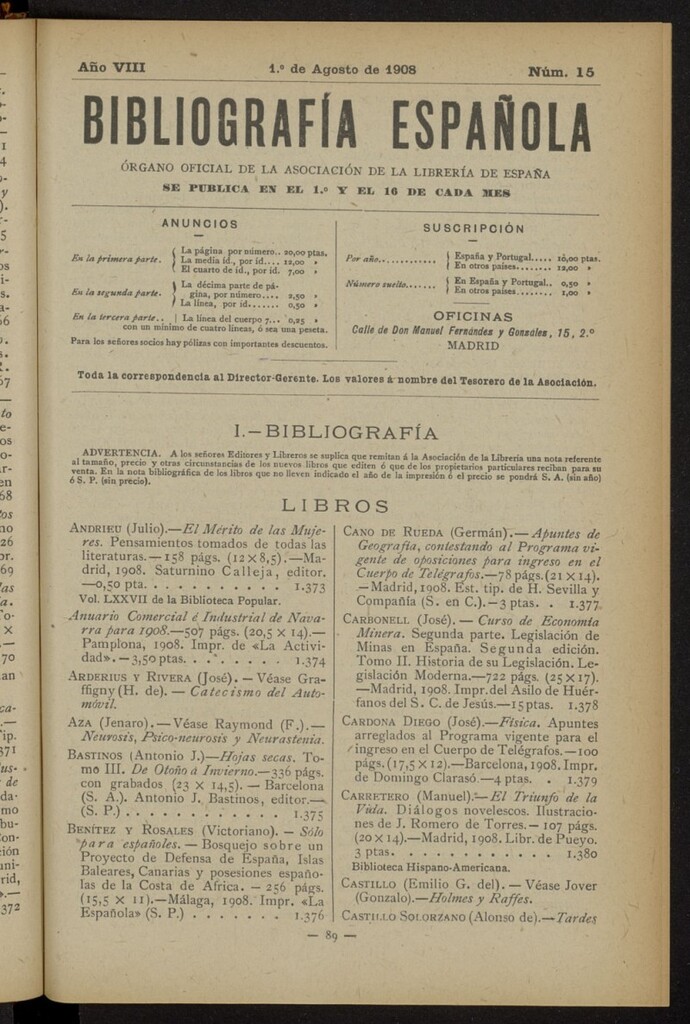 Año VIII
1.º de Agosto de 1908
Núm. 15
BIBLIOGRAFÍA ESPAÑOLA
ÓRGANO OFICIAL DE LA ASOCIACIÓN DE LA LIBRERÍA DE ESPAÑA
SE PUBLICA EN EL 1.º Y EL 16 DE CADA MES
ANUNCIOS
En la primera parte. { La página por número.. 20,00 ptas.
La media íd., por íd.... 12,00 »
El cuarto de íd., por íd. 7,00 »
En la segunda parte. { La décima parte de pá-
gina, por número.... 2,50 »
La línea, por íd....... 0,50 »
En la tercera parte.. | La línea del cuerpo 7... 0,25 »
con un mínimo de cuatro líneas, ó sea una peseta.
Para los señores socios hay pólizas con importantes descuentos.
SUSCRIPCIÓN
Por año............ { España y Portugal..... 10,00 ptas.
En otros países........ 12,00 »
Número suelto....... { En España y Portugal.. 0,50 »
En otros países........ 1,00 »
OFICINAS
Calle de Don Manuel Fernández y González, 15, 2.º
MADRID
Toda la correspondencia al Director-Gerente. Los valores á nombre del Tesorero de la Asociación.
I.—BIBLIOGRAFÍA
ADVERTENCIA. A los señores Editores y Libreros se suplica que remitan á la Asociación de la Librería una nota referente
al tamaño, precio y otras circunstancias de los nuevos libros que editen ó que de los propietarios particulares reciban para su
venta. En la nota bibliográfica de los libros que no lleven indicado el año de la impresión ó el precio se pondrá S. A. (sin año)
ó S. P. (sin precio).
LIBROS
ANDRIEU (Julio).—El Mérito de las Muje-
res. Pensamientos tomados de todas las
literaturas.—158 págs. (12 × 8,5).—Ma-
drid, 1908. Saturnino Calleja, editor.
—0,50 pta. . . . . . . . . . . 1.373
Vol. LXXVII de la Biblioteca Popular.
Anuario Comercial é Industrial de Nava-
rra para 1908.—507 págs. (20,5 × 14).—
Pamplona, 1908. Impr. de «La Activi-
dad».—3,50 ptas. . . . . . . . 1.374
ARDERIUS Y RIVERA (José). — Véase Gra-
ffigny (H. de). — Catecismo del Auto-
móvil.
AZA (Jenaro).—Véase Raymond (F.).—
Neurosis, Psico-neurosis y Neurastenia.
BASTINOS (Antonio J.)—Hojas secas. To-
mo III. De Otoño á Invierno.—336 págs.
con grabados (23 × 14,5). — Barcelona
(S. A.). Antonio J. Bastinos, editor.—
(S. P.) . . . . . . . . . . . . 1.375
BENÍTEZ Y ROSALES (Victoriano). — Sólo
para españoles. — Bosquejo sobre un
Proyecto de Defensa de España, Islas
Baleares, Canarias y posesiones españo-
las de la Costa de Africa. — 256 págs.
(15,5 × 11).—Málaga, 1908. Impr. «La
Española» (S. P.) . . . . . . . 1.376
CANO DE RUEDA (Germán).— Apuntes de
Geografía, contestando al Programa vi-
gente de oposiciones para ingreso en el
Cuerpo de Telégrafos.—78 págs. (21 × 14).
—Madrid, 1908. Est. tip. de H. Sevilla y
Compañía (S. en C.).—3 ptas. . 1.377
CARBONELL (José). — Curso de Economía
Minera. Segunda parte. Legislación de
Minas en España. Segunda edición.
Tomo II. Historia de su Legislación. Le-
gislación Moderna.—722 págs. (25 × 17).
—Madrid, 1908. Impr. del Asilo de Huér-
fanos del S. C. de Jesús.—15 ptas. 1.378
CARDONA DIEGO (José).—Física. Apuntes
arreglados al Programa vigente para el
ingreso en el Cuerpo de Telégrafos.—100
págs. (17,5 × 12).—Barcelona, 1908. Impr.
de Domingo Clarasó.—4 ptas. . 1.379
CARRETERO (Manuel).—El Triunfo de la
Vida. Diálogos novelescos. Ilustracio-
nes de J. Romero de Torres.— 107 págs.
(20 × 14).—Madrid, 1908. Libr. de Pueyo.
3 ptas. . . . . . . . . . . . . 1.380
Biblioteca Hispano-Americana.
CASTILLO (Emilio G. del). — Véase Jover
(Gonzalo).—Holmes y Raffes.
CASTILLO SOLORZANO (Alonso de).—Tardes
— 89 —